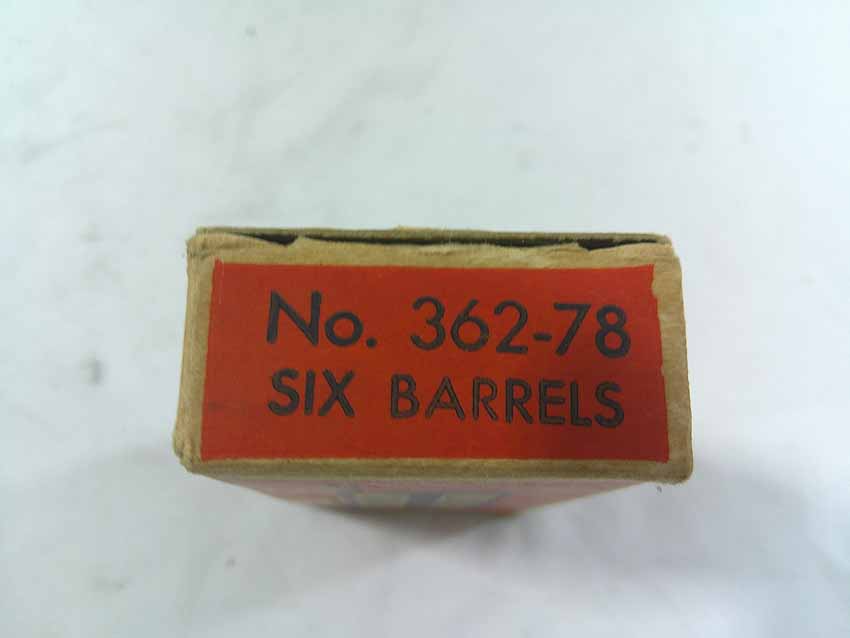 No. 362-78
SIX BARRELS